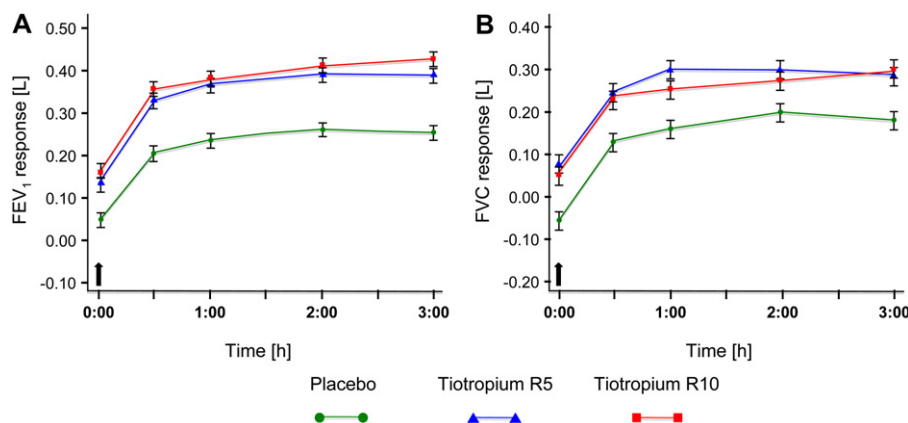 A
FEV1 response [L]
0.50
0.40
0.30
0.20
0.10
0.00
-0.10
0:00 1:00 2:00 3:00
Time [h]
B
FVC response [L]
0.40
0.30
0.20
0.10
0.00
-0.10
-0.20
0:00 1:00 2:00 3:00
Time [h]
Placebo Tiotropium R5 Tiotropium R10